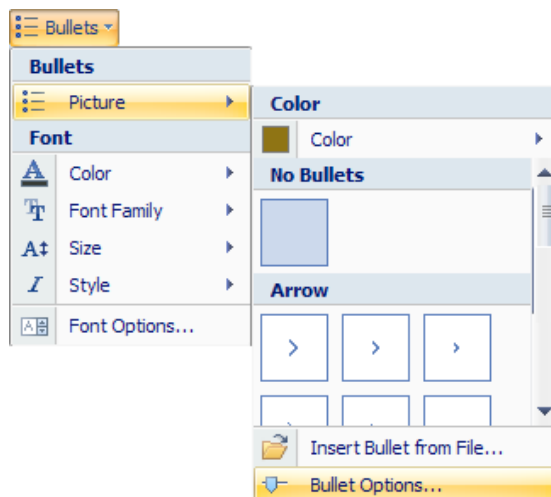 Bullets
Bullets
Picture
Font
Color
Font Family
Size
Style
Font Options...
Color
Color
No Bullets
Arrow
Insert Bullet from File...
Bullet Options...